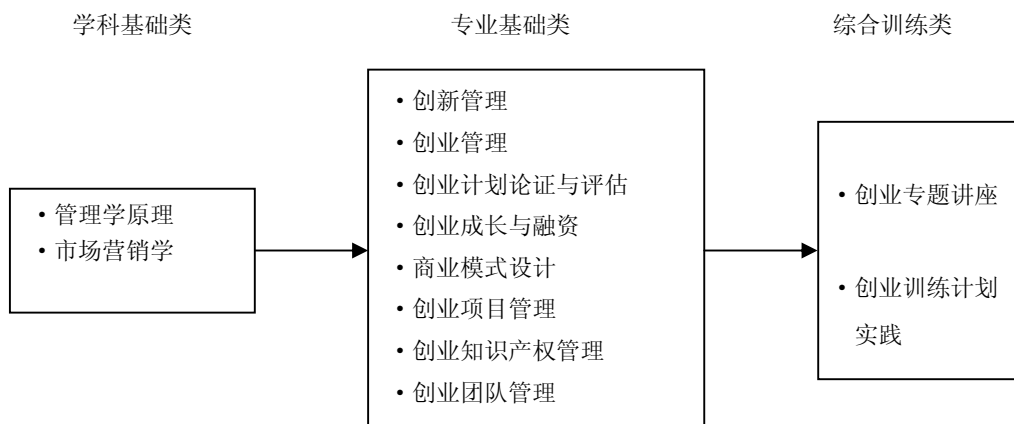 学科基础类
专业基础类
综合训练类
·管理学原理
·市场营销学
·创新管理
·创业管理
·创业计划论证与评估
·创业成长与融资
·商业模式设计
·创业项目管理
·创业知识产权管理
·创业团队管理
·创业专题讲座
·创业训练计划
实践